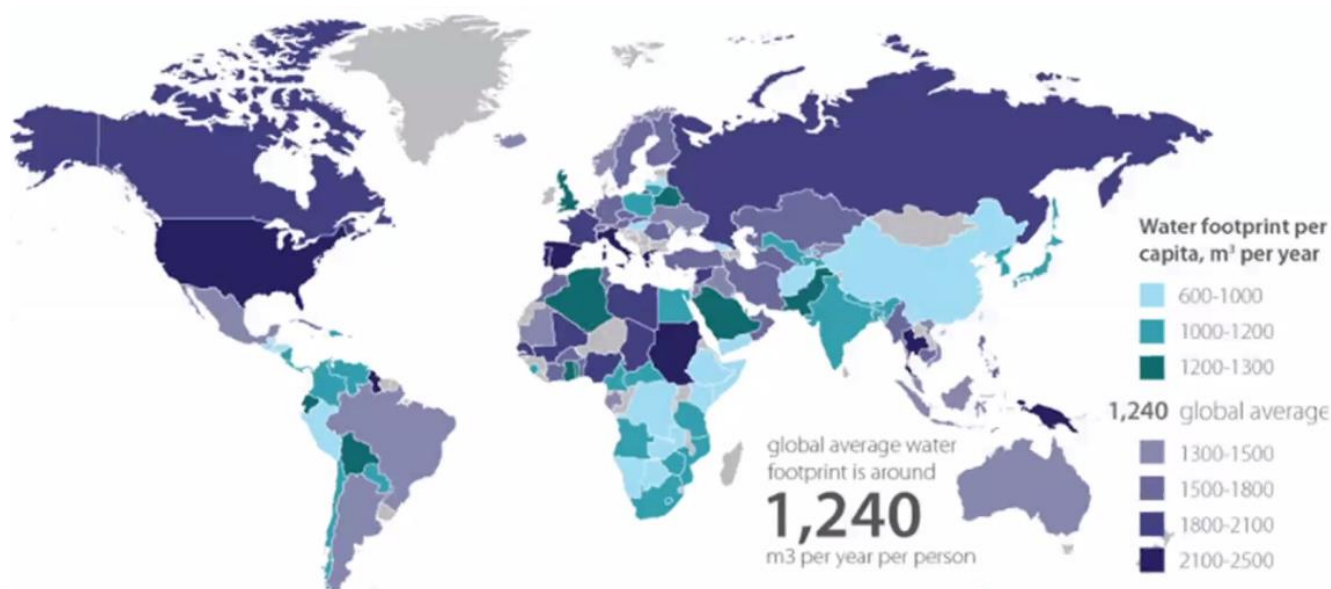 Water footprint per
capita, m³ per year
600-1000
1000-1200
1200-1300
1,240 global average
1300-1500
1500-1800
1800-2100
2100-2500
global average water
footprint is around
1,240
m3 per year per person